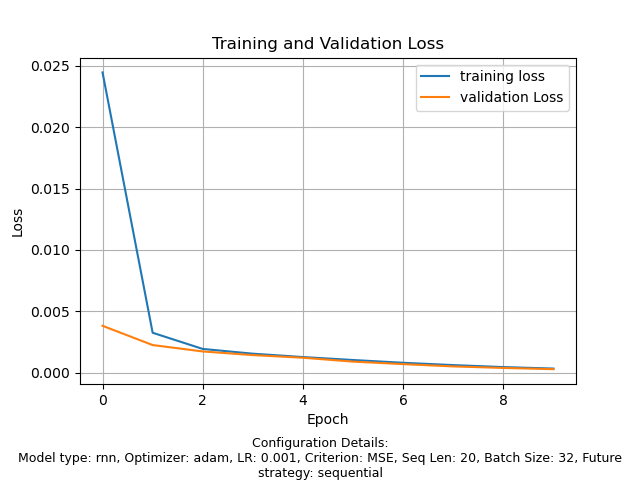 Training and Validation Loss
training loss
validation Loss
0.025
0.020
0.015
0.010
0.005
0.000
Loss
0 2 4 6 8
Epoch
Configuration Details:
Model type: rnn, Optimizer: adam, LR: 0.001, Criterion: MSE, Seq Len: 20, Batch Size: 32, Future
strategy: sequential